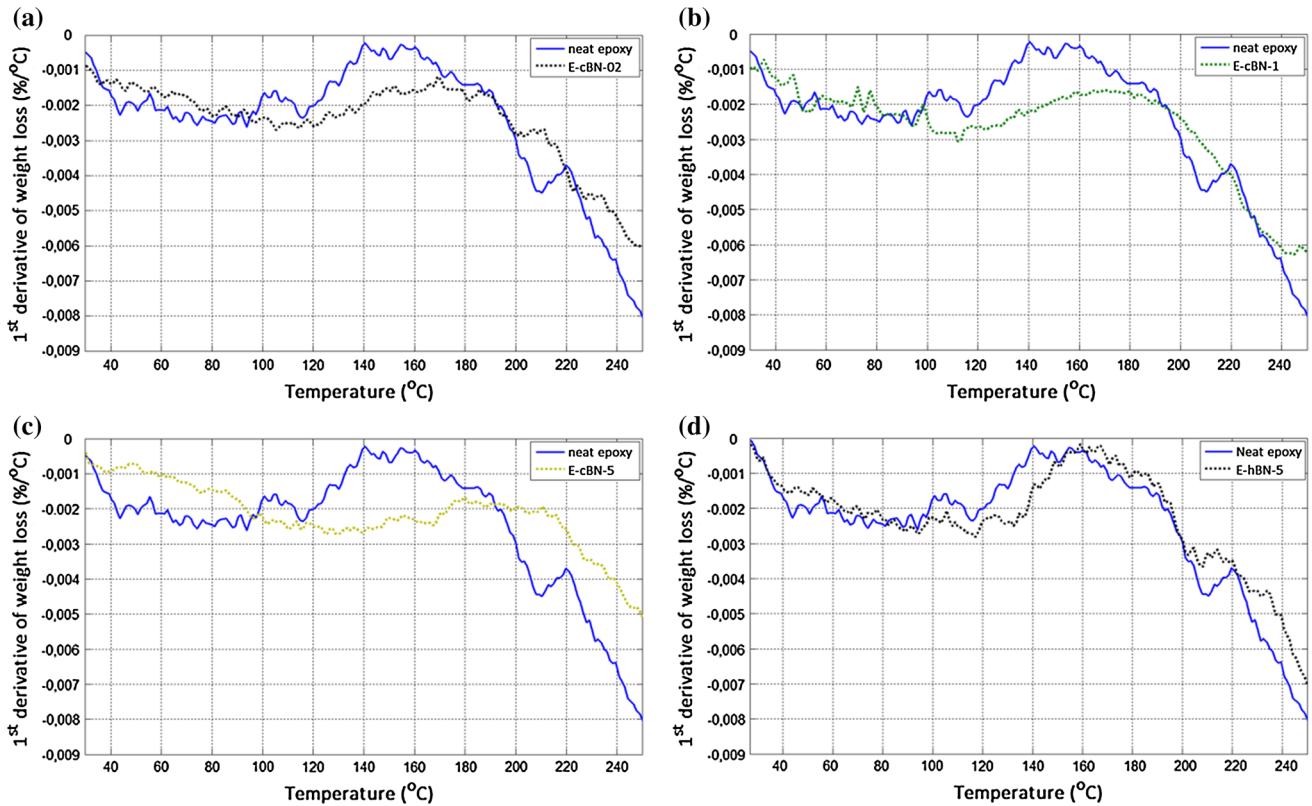 (a)
1st derivative of weight loss (%/°C)
0
-0,001
-0,002
-0,003
-0,004
-0,005
-0,006
-0,007
-0,008
-0,009
neat epoxy
E-cBN-02
40 60 80 100 120 140 160 180 200 220 240
Temperature (°C)
(b)
1st derivative of weight loss (%/°C)
0
-0,001
-0,002
-0,003
-0,004
-0,005
-0,006
-0,007
-0,008
-0,009
neat epoxy
E-cBN-1
40 60 80 100 120 140 160 180 200 220 240
Temperature (°C)
(c)
1st derivative of weight loss (%/°C)
0
-0,001
-0,002
-0,003
-0,004
-0,005
-0,006
-0,007
-0,008
-0,009
neat epoxy
E-cBN-5
40 60 80 100 120 140 160 180 200 220 240
Temperature (°C)
(d)
1st derivative of weight loss (%/°C)
0
-0,001
-0,002
-0,003
-0,004
-0,005
-0,006
-0,007
-0,008
-0,009
Neat epoxy
E-hBN-5
40 60 80 100 120 140 160 180 200 220 240
Temperature (°C)